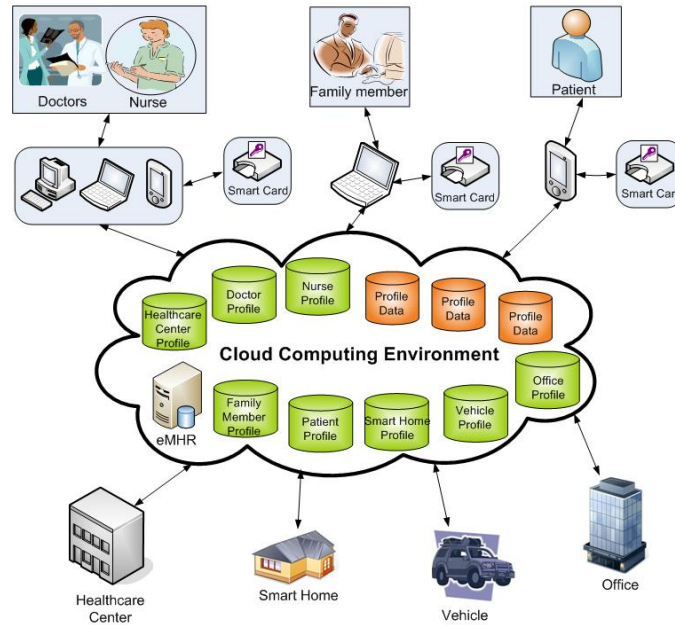 Doctors
Nurse
Family member
Patient
Smart Card
Smart Card
Smart Card
Healthcare
Center
Profile
Doctor
Profile
Nurse
Profile
Profile
Data
Profile
Data
Profile
Data
Cloud Computing Environment
eMHR
Family
Member
Profile
Patient
Profile
Smart Home
Profile
Vehicle
Profile
Office
Profile
Healthcare
Center
Smart Home
Vehicle
Office